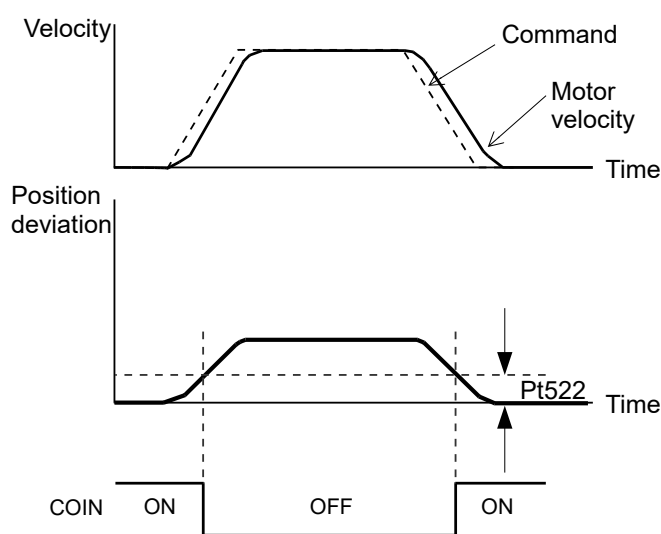 Velocity
Command
Motor
velocity
Time
Position
deviation
Pt522
Time
COIN ON OFF ON